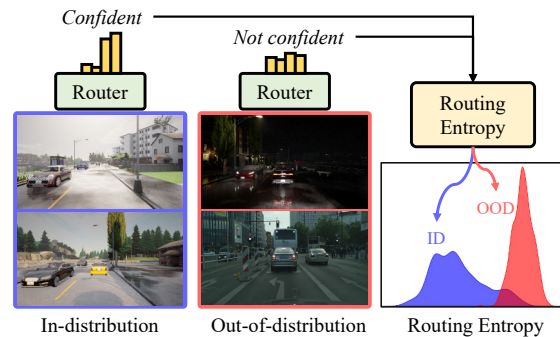 Confident
Not confident
Router
Router
Routing
Entropy
OOD
ID
In-distribution
Out-of-distribution
Routing Entropy